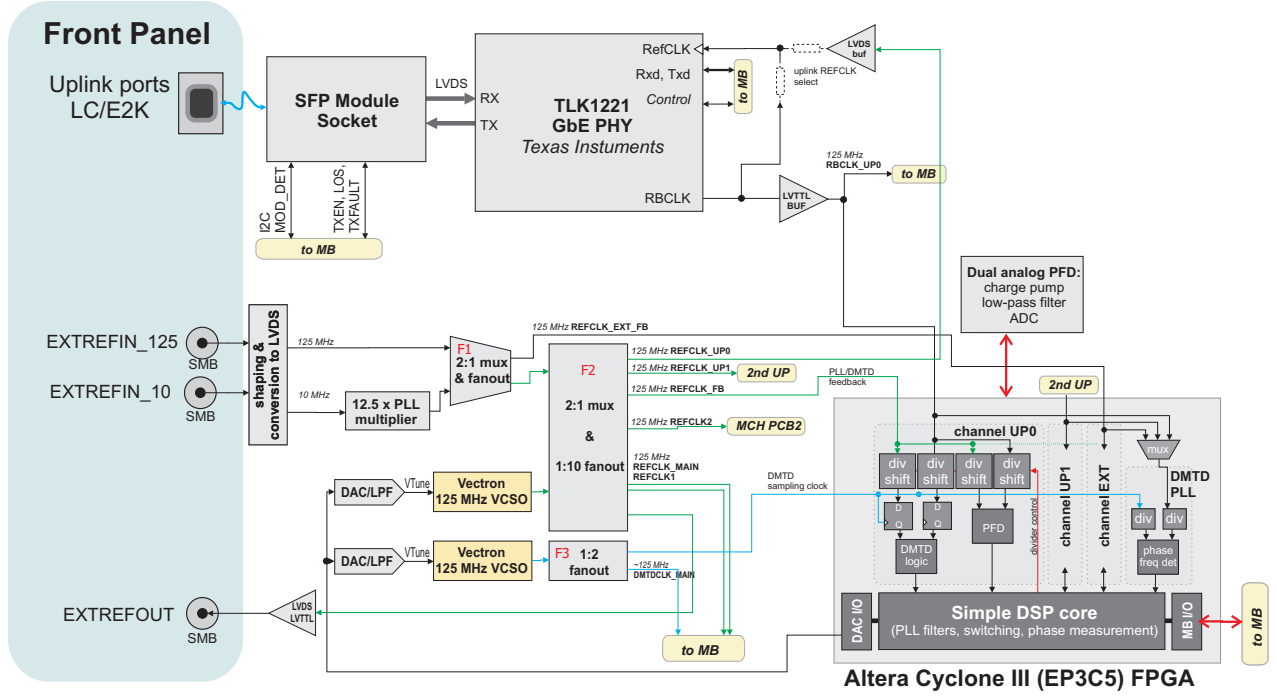 Front Panel
Uplink ports
LC/E2K
SFP Module
Socket
LVDS
RX
TX
TLK1221
GbE PHY
Texas Instuments
RefCLK
Rxd, Txd
Control
RBCLK
to MB
uplink REFCLK
select
LVDS
buf
LVTTL
BUF
125 MHz
RBCLK_UP0
to MB
I2C
MOD_DET
TXEN, LOS,
TXFAULT
to MB
Dual analog PFD:
charge pump
low-pass filter
ADC
EXTREFIN_125
SMB
EXTREFIN_10
SMB
shaping &
conversion to LVDS
125 MHz
10 MHz
12.5 x PLL
multiplier
F1
2:1 mux
& fanout
125 MHz REFCLK_EXT_FB
F2
2:1 mux
&
1:10 fanout
125 MHz REFCLK_UP0
125 MHz REFCLK_UP1
2nd UP
125 MHz REFCLK_FB
PLL/DMTD
feedback
125 MHz REFCLK2
MCH PCB2
125 MHz
REFCLK_MAIN
REFCLK1
DAC/LPF
VTune
Vectron
125 MHz VCSO
DAC/LPF
VTune
Vectron
125 MHz VCSO
F3
1:2
fanout
~125 MHz
DMTDCLK_MAIN
DMTD
sampling clock
EXTREFOUT
SMB
LVDS
LVTTL
to MB
2nd UP
channel UP0
div
shift
div
shift
div
shift
div
shift
D
Q
D
Q
PFD
DMTD
logic
divider control
channel UP1
channel EXT
mux
DMTD
PLL
div
div
phase
freq det
DAC I/O
Simple DSP core
(PLL filters, switching, phase measurement)
MB I/O
to MB
Altera Cyclone III (EP3C5) FPGA